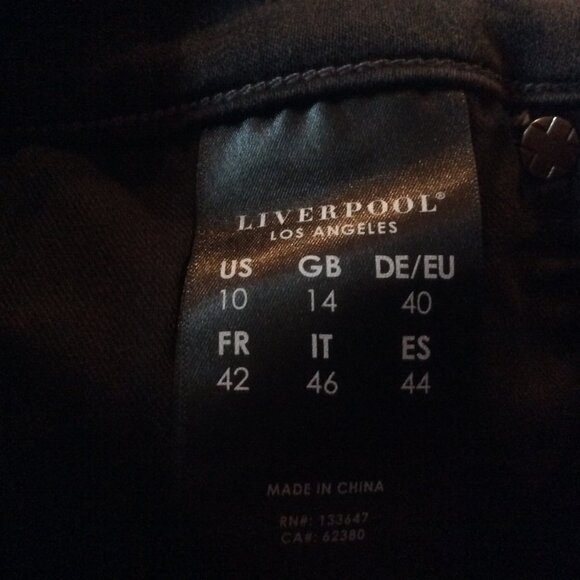 LIVERPOOL®
LOS ANGELES
US GB DE/EU
10 14 40
FR IT ES
42 46 44
MADE IN CHINA
RN#: 133647
CA#: 62380